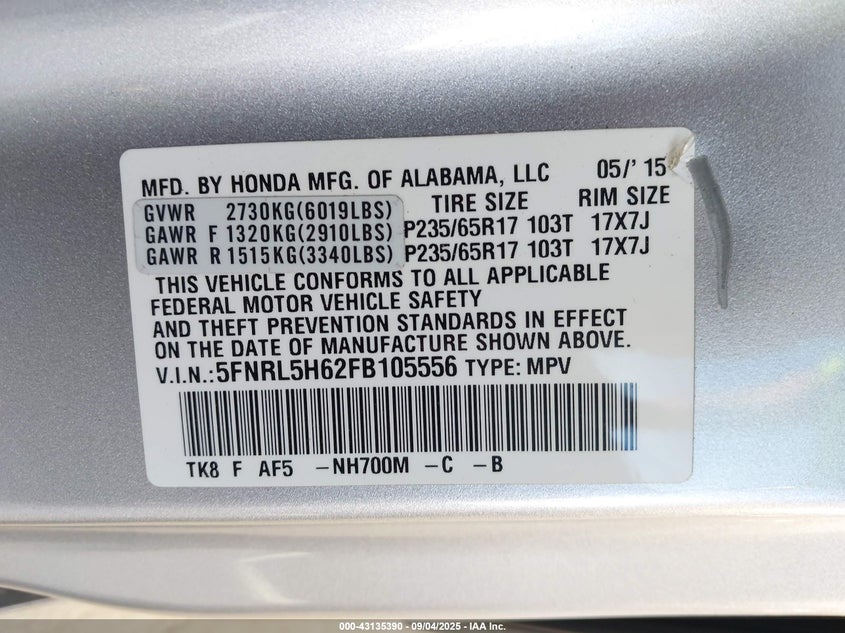 MFD. BY HONDA MFG. OF ALABAMA, LLC 05/' 15
TIRE SIZE RIM SIZE
GVWR 2730KG(6019LBS)
GAWR F 1320KG(2910LBS) P235/65R17 103T 17X7J
GAWR R 1515KG(3340LBS) P235/65R17 103T 17X7J
THIS VEHICLE CONFORMS TO ALL APPLICABLE
FEDERAL MOTOR VEHICLE SAFETY
AND THEFT PREVENTION STANDARDS IN EFFECT
ON THE DATE OF MANUFACTURE SHOWN ABOVE.
V.I.N.:5FNRL5H62FB105556 TYPE: MPV
TK8 F AF5 -NH700M -C -B
000-43135390 - 09/04/2025 - IAA Inc.